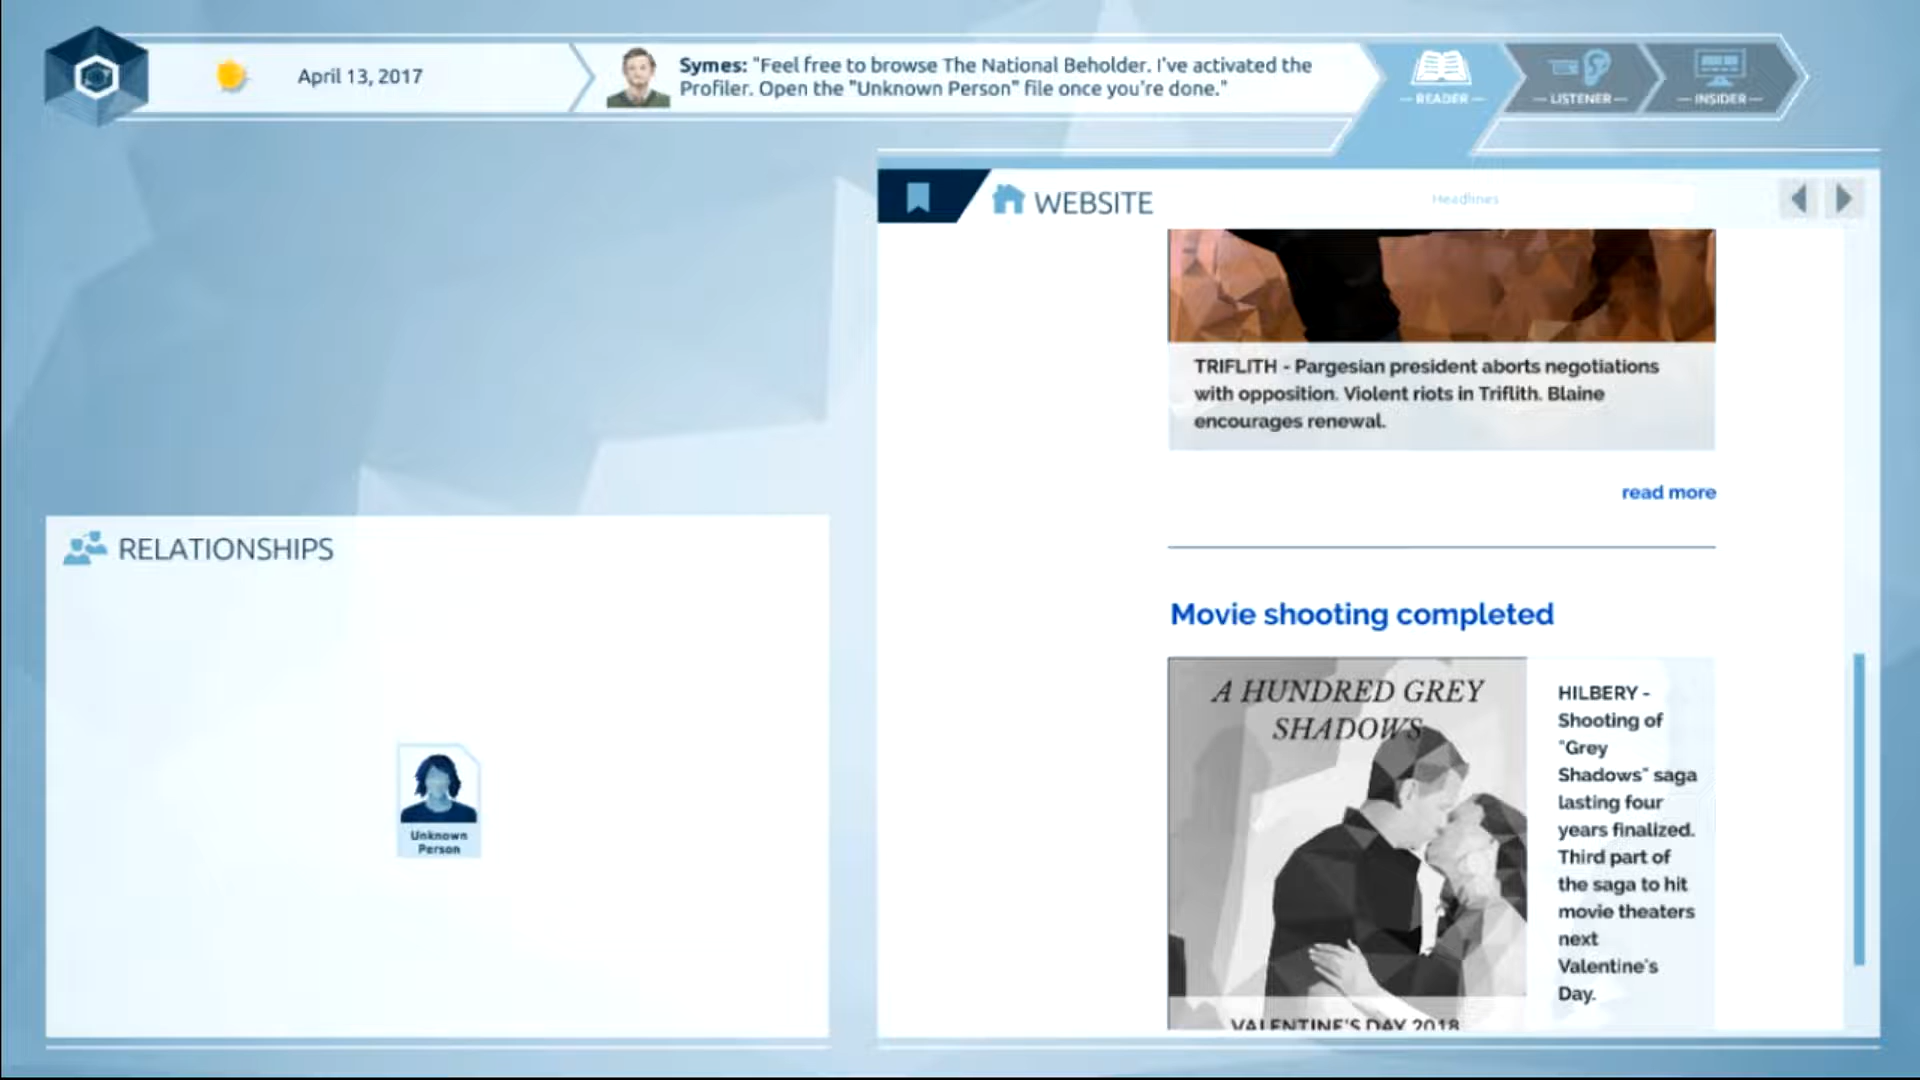 April 13, 2017
Symes: "Feel free to browse The National Beholder. I've activated the
Profiler. Open the "Unknown Person" file once you're done."
READER
LISTENER
INSIDER
WEBSITE
Headlines
TRIFLITH - Pargesian president aborts negotiations
with opposition. Violent riots in Triflith. Blaine
encourages renewal.
read more
RELATIONSHIPS
Unknown
Person
Movie shooting completed
A HUNDRED GREY
SHADOWS
VALENTINE'S DAY 2018
HILBERY -
Shooting of
"Grey
Shadows" saga
lasting four
years finalized.
Third part of
the saga to hit
movie theaters
next
Valentine's
Day.